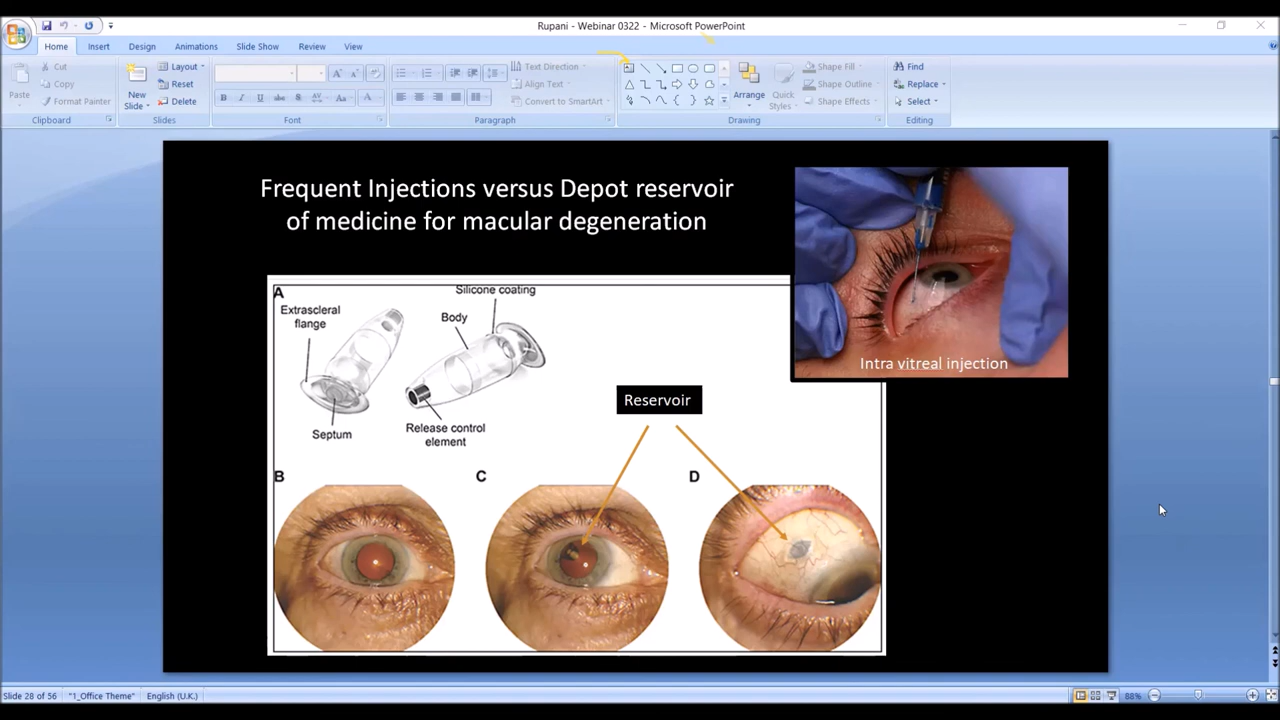 Rupani - Webinar 0322 - Microsoft PowerPoint
Home Insert Design Animations Slide Show Review View
Paste
Cut
Copy
Format Painter
Clipboard
New
Slide
Layout
Reset
Delete
Slides
B I U S AV Aa A
Font
Text Direction
Align Text
Convert to SmartArt
Paragraph
Arrange
Quick
Styles
Shape Fill
Shape Outline
Shape Effects
Drawing
Find
Replace
Select
Editing
Frequent Injections versus Depot reservoir
of medicine for macular degeneration
Intra vitreal injection
A
Extrascleral
flange
Septum
Silicone coating
Body
Release control
element
Reservoir
B
C
D
Slide 28 of 56 "1_Office Theme" English (U.K.) 88%